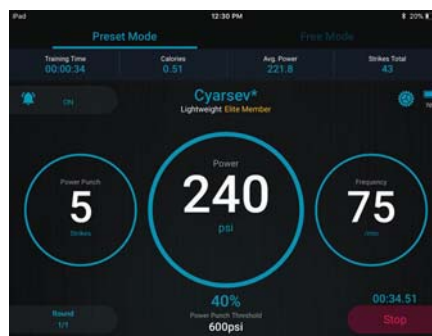 iPad 12:30 PM 20%
Preset Mode Free Mode
Training Time Calories Avg. Power Strikes Total
00:00:34 0.51 221.8 43
ON
Cyarsev*
Lightweight Elite Member
Power Punch
5
Strikes
Power
240
psi
Frequency
75
/min
40%
Power Punch Threshold
600psi
Round
1/1
00:34.51
Stop